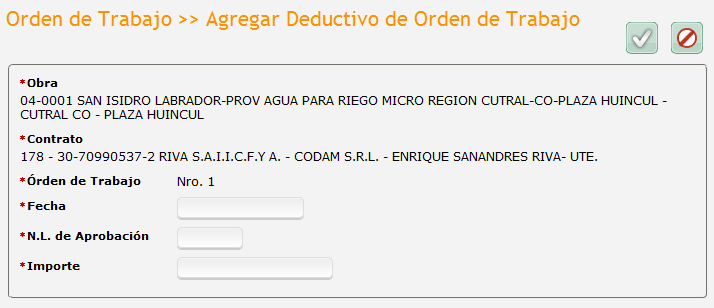 Orden de Trabajo >> Agregar Deductivo de Orden de Trabajo
*Obra
04-0001 SAN ISIDRO LABRADOR-PROV AGUA PARA RIEGO MICRO REGION CUTRAL-CO-PLAZA HUINCUL -
CUTRAL CO - PLAZA HUINCUL
*Contrato
178 - 30-70990537-2 RIVA S.A.I.I.C.F.Y A. - CODAM S.R.L. - ENRIQUE SANANDRES RIVA- UTE.
*Órden de Trabajo Nro. 1
*Fecha
*N.L. de Aprobación
*Importe